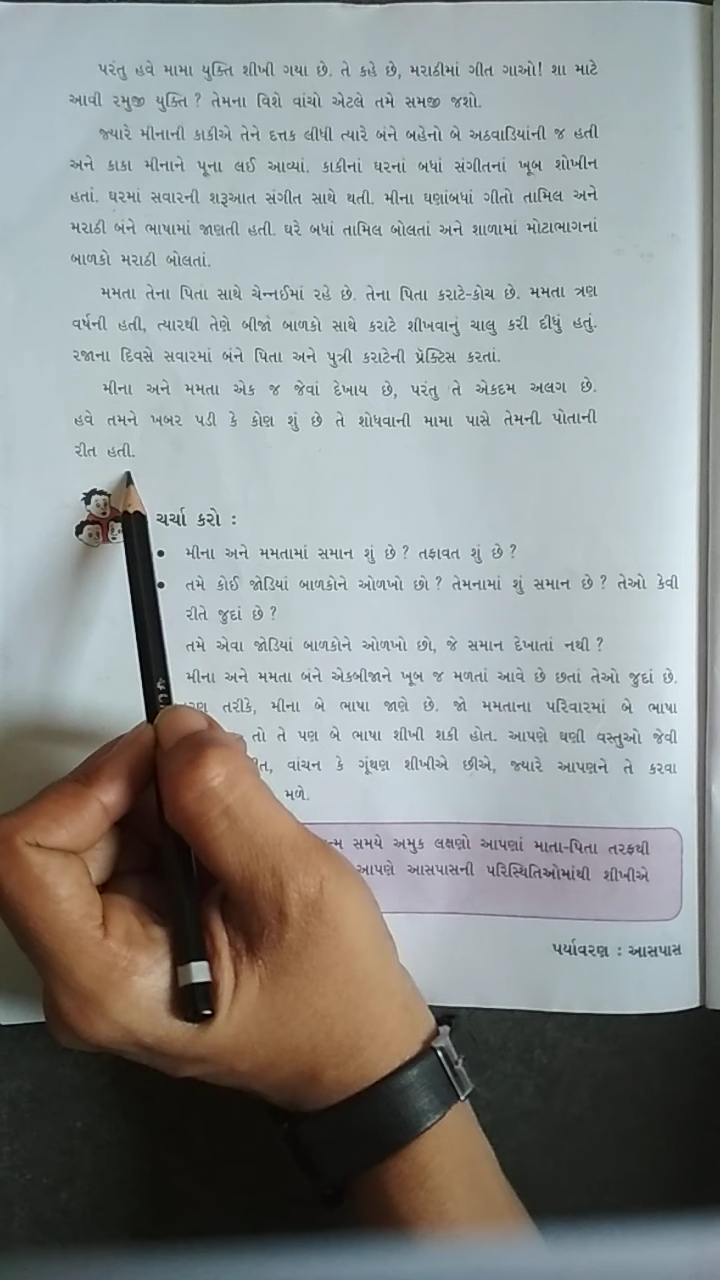 પરંતુ હવે મામા યુક્તિ શીખી ગયા છે. તે કહે છે, મરાઠીમાં ગીત ગાઓ! શા માટે
આવી રમુજી યુક્તિ ? તેમના વિશે વાંચો એટલે તમે સમજી જશો.
જ્યારે મીનાની કાકીએ તેને દત્તક લીધી ત્યારે બંને બહેનો બે અઠવાડિયાંની જ હતી
અને કાકા મીનાને પૂના લઈ આવ્યાં. કાકીનાં ઘરનાં બધાં સંગીતનાં ખૂબ શોખીન
હતાં. ઘરમાં સવારની શરૂઆત સંગીત સાથે થતી. મીના ઘણાંબધાં ગીતો તામિલ અને
મરાઠી બંને ભાષામાં જાણતી હતી. ઘરે બધાં તામિલ બોલતાં અને શાળામાં મોટાભાગનાં
બાળકો મરાઠી બોલતાં.
મમતા તેના પિતા સાથે ચેન્નઈમાં રહે છે. તેના પિતા કરાટે-કોચ છે. મમતા ત્રણ
વર્ષની હતી, ત્યારથી તેણે બીજાં બાળકો સાથે કરાટે શીખવાનું ચાલુ કરી દીધું હતું.
રજાના દિવસે સવારમાં બંને પિતા અને પુત્રી કરાટેની પ્રૅક્ટિસ કરતાં.
મીના અને મમતા એક જ જેવાં દેખાય છે, પરંતુ તે એકદમ અલગ છે.
હવે તમને ખબર પડી કે કોણ શું છે તે શોધવાની મામા પાસે તેમની પોતાની
રીત હતી.
ચર્ચા કરો :
• મીના અને મમતામાં સમાન શું છે ? તફાવત શું છે ?
• તમે કોઈ જોડિયાં બાળકોને ઓળખો છો ? તેમનામાં શું સમાન છે ? તેઓ કેવી
રીતે જુદાં છે ?
તમે એવા જોડિયાં બાળકોને ઓળખો છો, જે સમાન દેખાતાં નથી ?
મીના અને મમતા બંને એકબીજાને ખૂબ જ મળતાં આવે છે છતાં તેઓ જુદાં છે.
તરીકે, મીના બે ભાષા જાણે છે. જો મમતાના પરિવારમાં બે ભાષા
તો તે પણ બે ભાષા શીખી શકી હોત. આપણે ઘણી વસ્તુઓ જેવી
વાંચન કે ગૂંથણ શીખીએ છીએ, જ્યારે આપણને તે કરવા
મળે.
સમયે અમુક લક્ષણો આપણાં માતા-પિતા તરફથી
આપણે આસપાસની પરિસ્થિતિઓમાંથી શીખીએ
પર્યાવરણ : આસપાસ